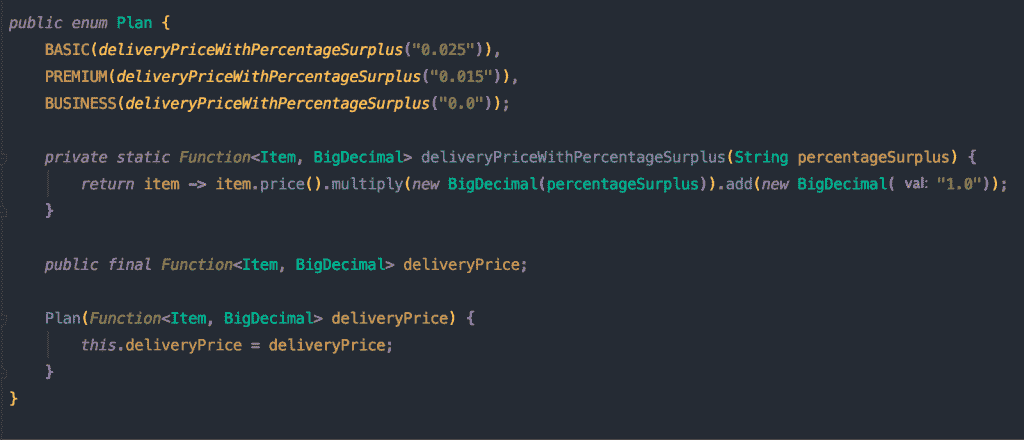 public enum Plan {
    BASIC(deliveryPriceWithPercentageSurplus("0.025")),
    PREMIUM(deliveryPriceWithPercentageSurplus("0.015")),
    BUSINESS(deliveryPriceWithPercentageSurplus("0.0"));
    private static Function<Item, BigDecimal> deliveryPriceWithPercentageSurplus(String percentageSurplus) {
        return item -> item.price().multiply(new BigDecimal(percentageSurplus)).add(new BigDecimal( val: "1.0"));
    }
    public final Function<Item, BigDecimal> deliveryPrice;
    Plan(Function<Item, BigDecimal> deliveryPrice) {
        this.deliveryPrice = deliveryPrice;
    }
}